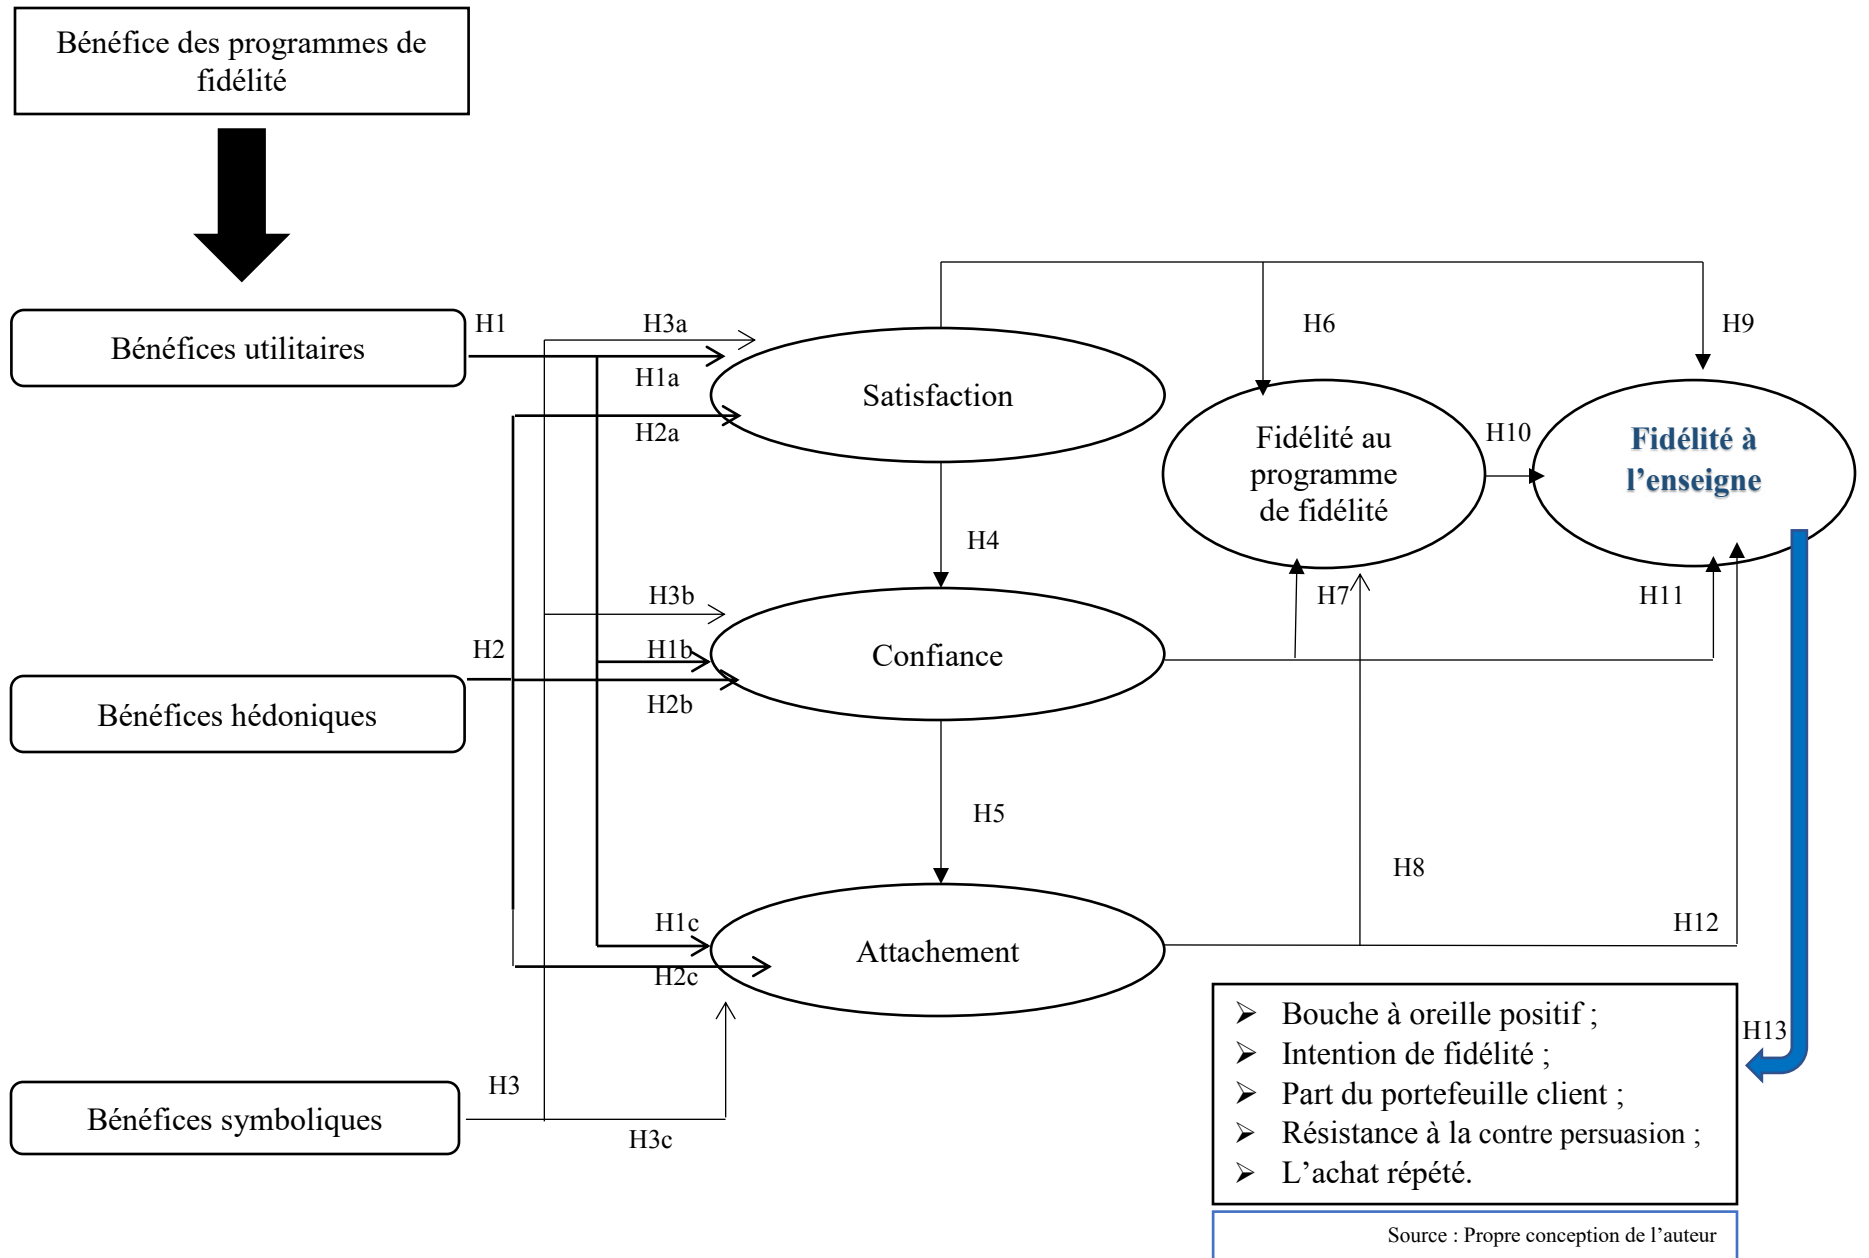 Bénéfice des programmes de
fidélité
H1
H3a
H6
H9
Bénéfices utilitaires
H1a
Satisfaction
H2a
Fidélité au
programme
de fidélité
H10
Fidélité à
l’enseigne
H4
H3b
H7
H11
H2
H1b
Confiance
H2b
Bénéfices hédoniques
H5
H8
H1c
H12
Attachement
H2c
➢ Bouche à oreille positif ;
➢ Intention de fidélité ;
➢ Part du portefeuille client ;
➢ Résistance à la contre persuasion ;
➢ L’achat répété.
H13
H3
Bénéfices symboliques
H3c
Source : Propre conception de l’auteur